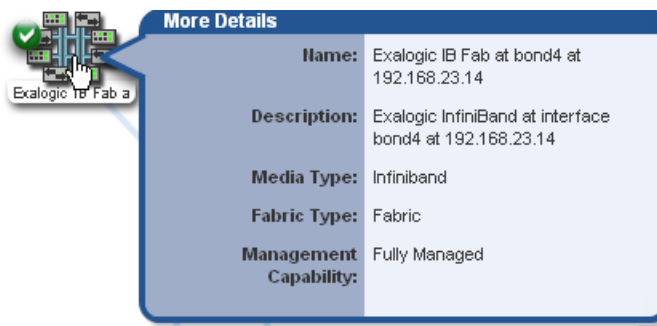 More Details
Exalogic IB Fab a
Name: Exalogic IB Fab at bond4 at
192.168.23.14
Description: Exalogic InfiniBand at interface
bond4 at 192.168.23.14
Media Type: Infiniband
Fabric Type: Fabric
Management Fully Managed
Capability: